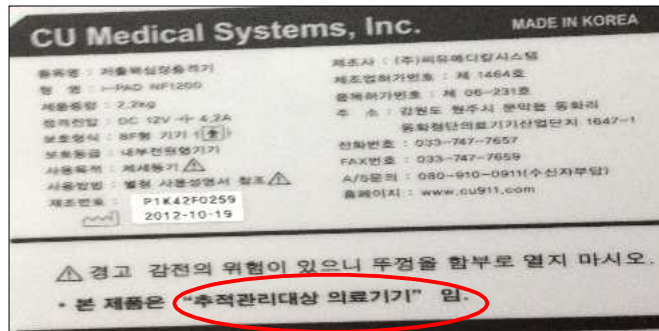 CU Medical Systems, Inc.
MADE IN KOREA
품목명 : 저출력심장충격기
형 명 : i-PAD NF1200
제품중량 : 2.2kg
정격전압 : DC 12V 4.2A
보호형식 : BF형 기기
보호등급 : 내부전원형기기
사용목적 : 제세동기
사용방법 : 별첨 사용설명서 참조
제조번호 : P1K42F0259
2012-10-19
제조사 : (주)씨유메디칼시스템
제조업허가번호 : 제 1464호
품목허가번호 : 제 06-231호
주 소 : 강원도 원주시 문막읍 동화리
동화첨단의료기기산업단지 1647-1
전화번호 : 033-747-7657
FAX번호 : 033-747-7659
A/S문의 : 080-910-0911(수신자부담)
홈페이지 : www.cu911.com
경고 감전의 위험이 있으니 뚜껑을 함부로 열지 마시오.
• 본 제품은 “추적관리대상 의료기기” 임.